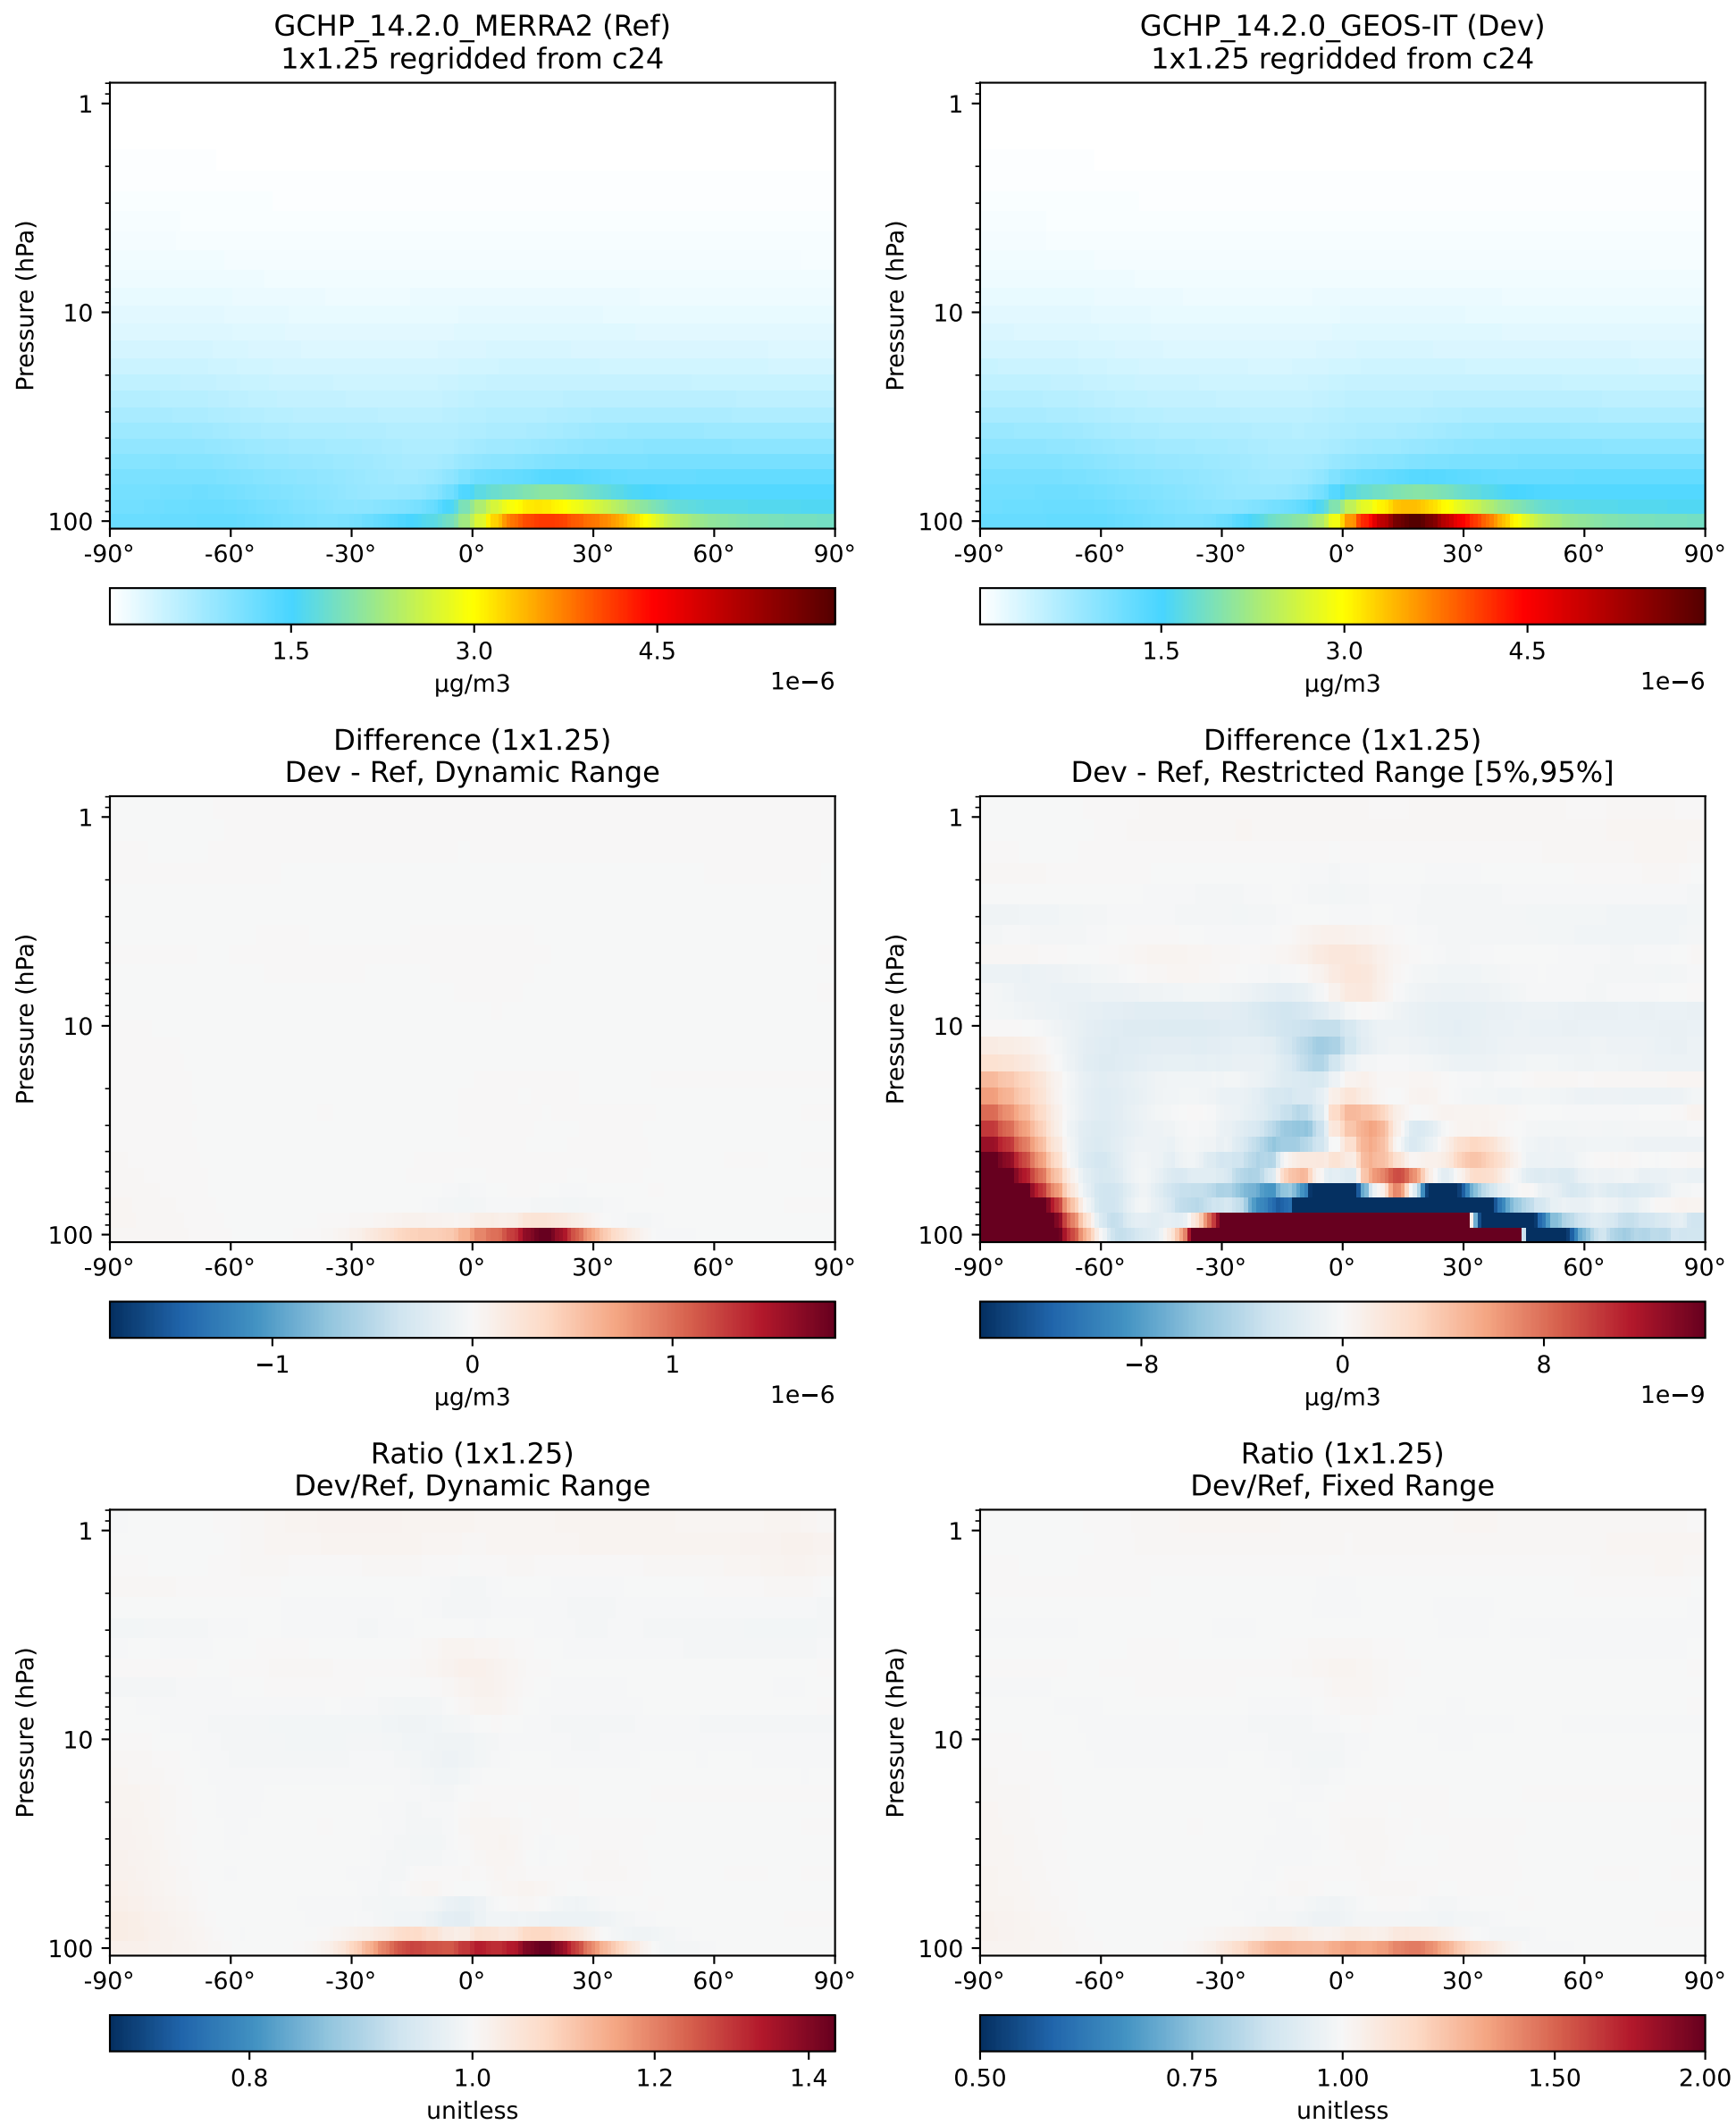 GCHP_14.2.0_MERRA2 (Ref)
1x1.25 regridded from c24
Pressure (hPa)
1
10
100
-90° -60° -30° 0° 30° 60° 90°
1.5 3.0 4.5
1e−6
µg/m3
GCHP_14.2.0_GEOS-IT (Dev)
1x1.25 regridded from c24
Pressure (hPa)
1
10
100
-90° -60° -30° 0° 30° 60° 90°
1.5 3.0 4.5
1e−6
µg/m3
Difference (1x1.25)
Dev - Ref, Dynamic Range
Pressure (hPa)
1
10
100
-90° -60° -30° 0° 30° 60° 90°
−1 0 1
1e−6
µg/m3
Difference (1x1.25)
Dev - Ref, Restricted Range [5%,95%]
Pressure (hPa)
1
10
100
-90° -60° -30° 0° 30° 60° 90°
−8 0 8
1e−9
µg/m3
Ratio (1x1.25)
Dev/Ref, Dynamic Range
Pressure (hPa)
1
10
100
-90° -60° -30° 0° 30° 60° 90°
0.8 1.0 1.2 1.4
unitless
Ratio (1x1.25)
Dev/Ref, Fixed Range
Pressure (hPa)
1
10
100
-90° -60° -30° 0° 30° 60° 90°
0.50 0.75 1.00 1.50 2.00
unitless